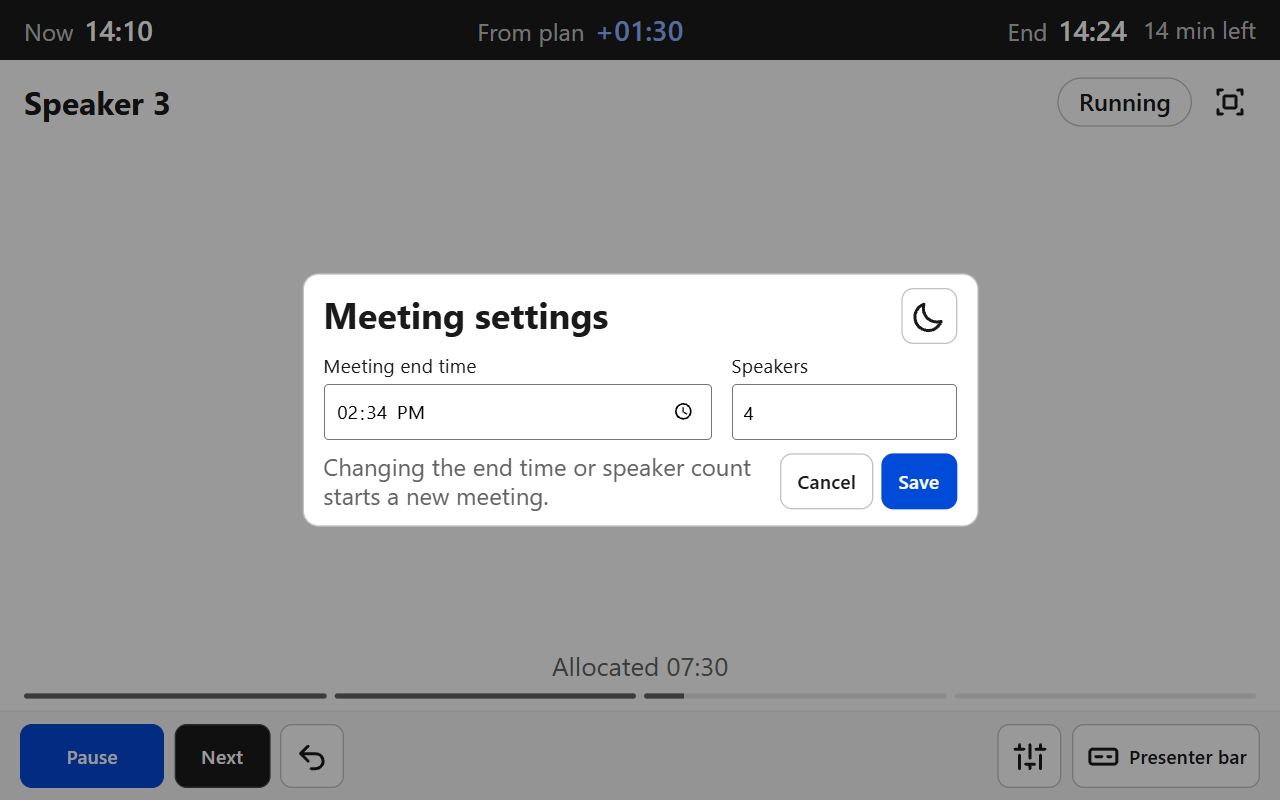 Now 14:10
From plan +01:30
End 14:24 14 min left
Speaker 3
Running
Meeting settings
Meeting end time
Speakers
02:34 PM
4
Changing the end time or speaker count
starts a new meeting.
Cancel
Save
Allocated 07:30
Pause
Next
Presenter bar